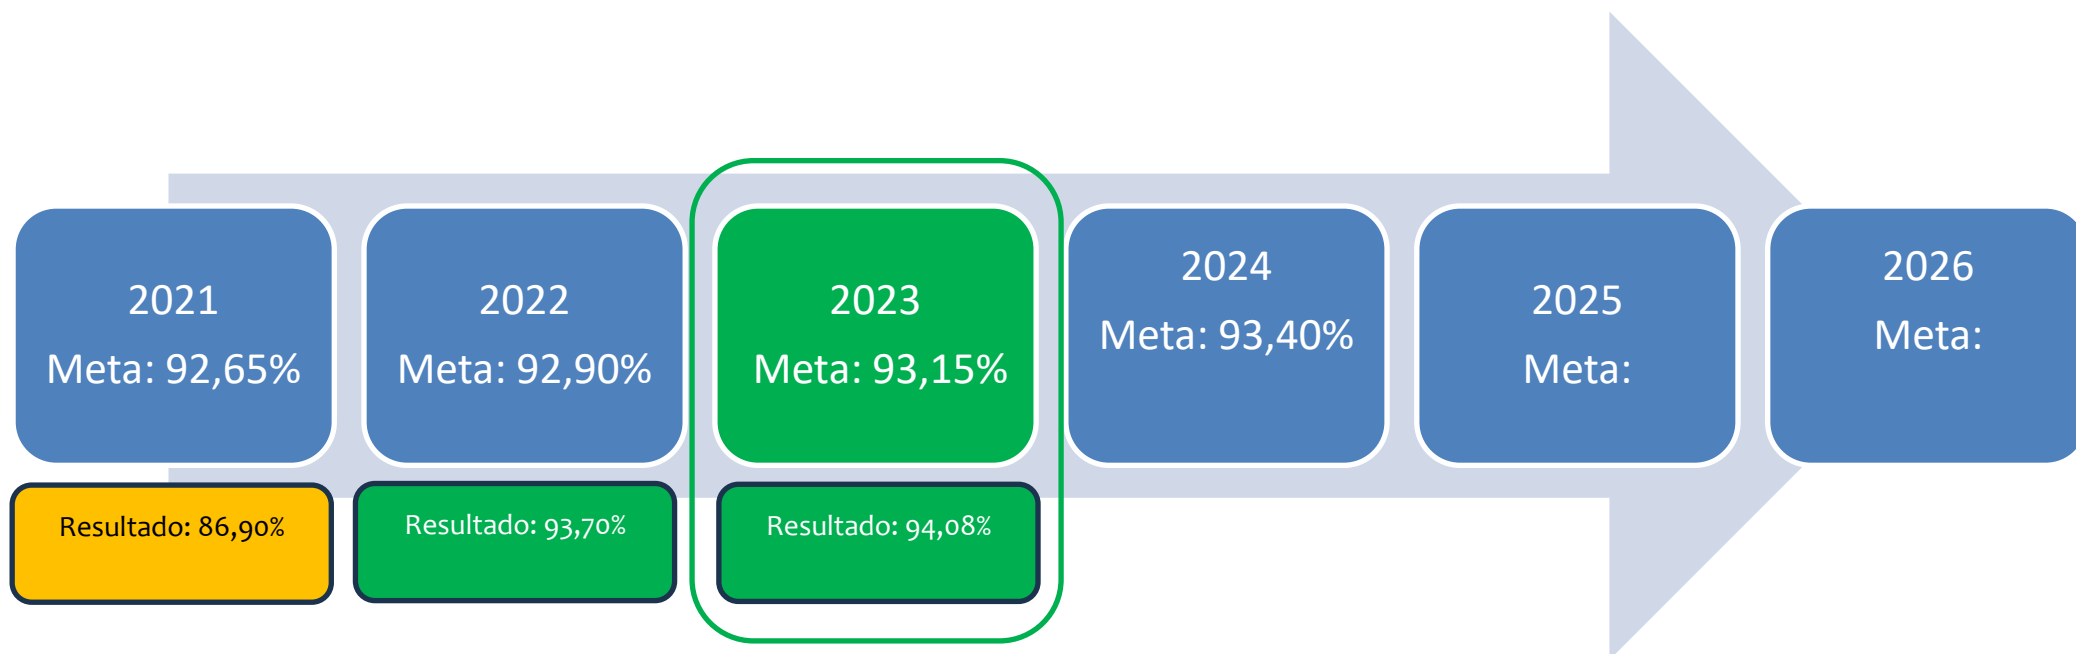 2021
Meta: 92,65%
2022
Meta: 92,90%
2023
Meta: 93,15%
2024
Meta: 93,40%
2025
Meta:
2026
Meta:
Resultado: 86,90%
Resultado: 93,70%
Resultado: 94,08%